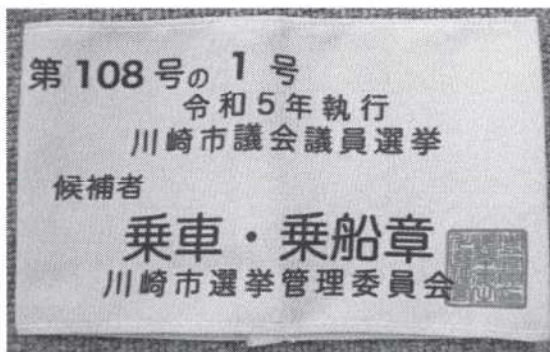 第108号の1号
令和5年執行
川崎市議会議員選挙
候補者
乗車・乗船章
川崎市選挙管理委員会